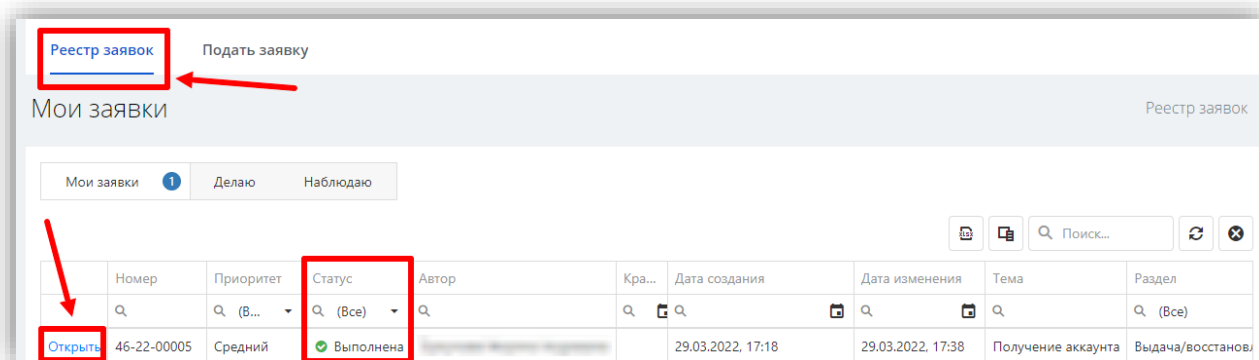 Реестр заявок Подать заявку
Мои заявки Реестр заявок
Мои заявки 1 Делаю Наблюдаю
xlsx Поиск...
Номер Приоритет Статус Автор Кра... Дата создания Дата изменения Тема Раздел
(В... (Все) (Все)
Открыть 46-22-00005 Средний Выполнена 29.03.2022, 17:18 29.03.2022, 17:38 Получение аккаунта Выдача/восстановл